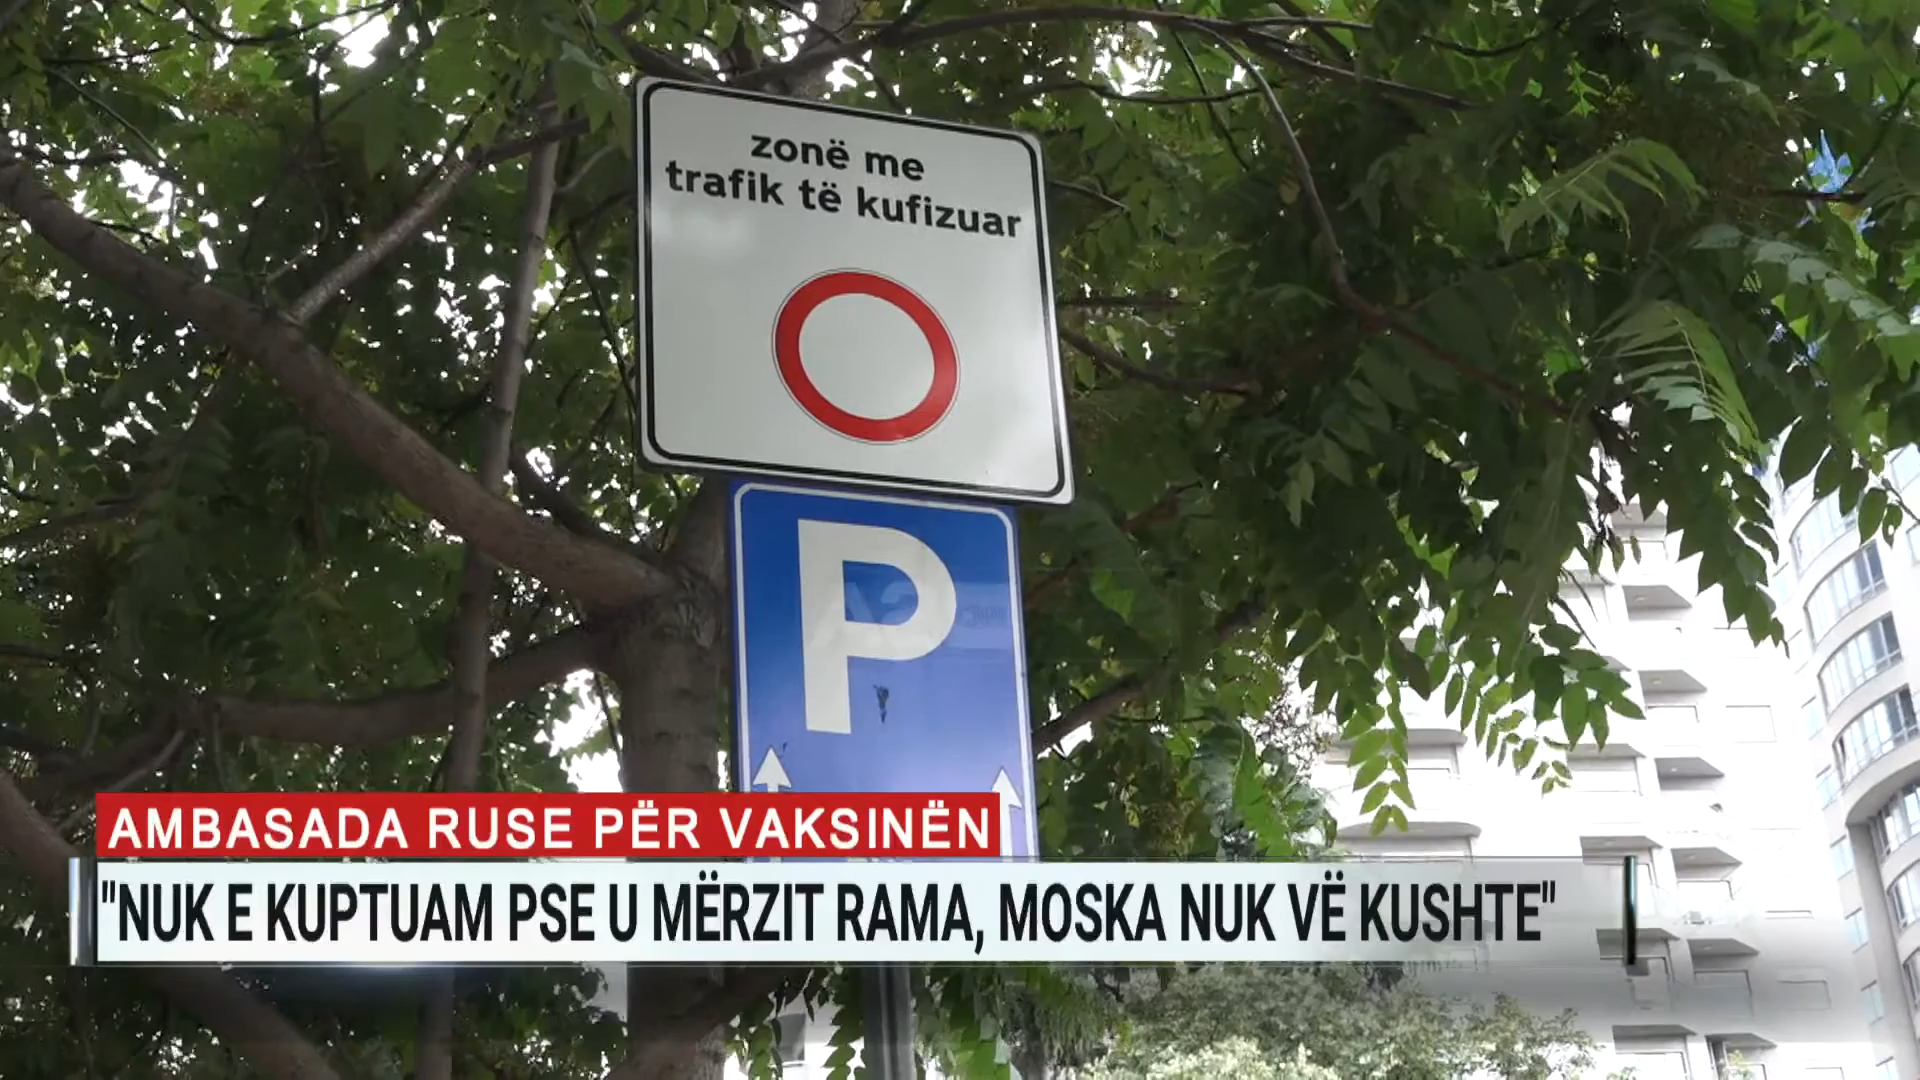 zonë me
trafik të kufizuar
P
AMBASADA RUSE PËR VAKSINËN
"NUK E KUPTUAM PSE U MËRZIT RAMA, MOSKA NUK VË KUSHTE"